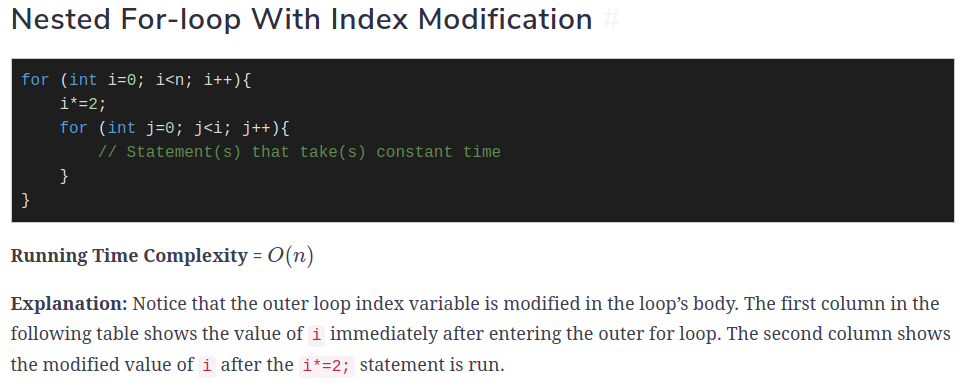 Nested For-loop With Index Modification #
for (int i=0; i<n; i++){
    i*=2;
    for (int j=0; j<i; j++){
        // Statement(s) that take(s) constant time
    }
}
Running Time Complexity = O(n)
Explanation: Notice that the outer loop index variable is modified in the loop’s body. The first column in the
following table shows the value of i immediately after entering the outer for loop. The second column shows
the modified value of i after the i*=2; statement is run.